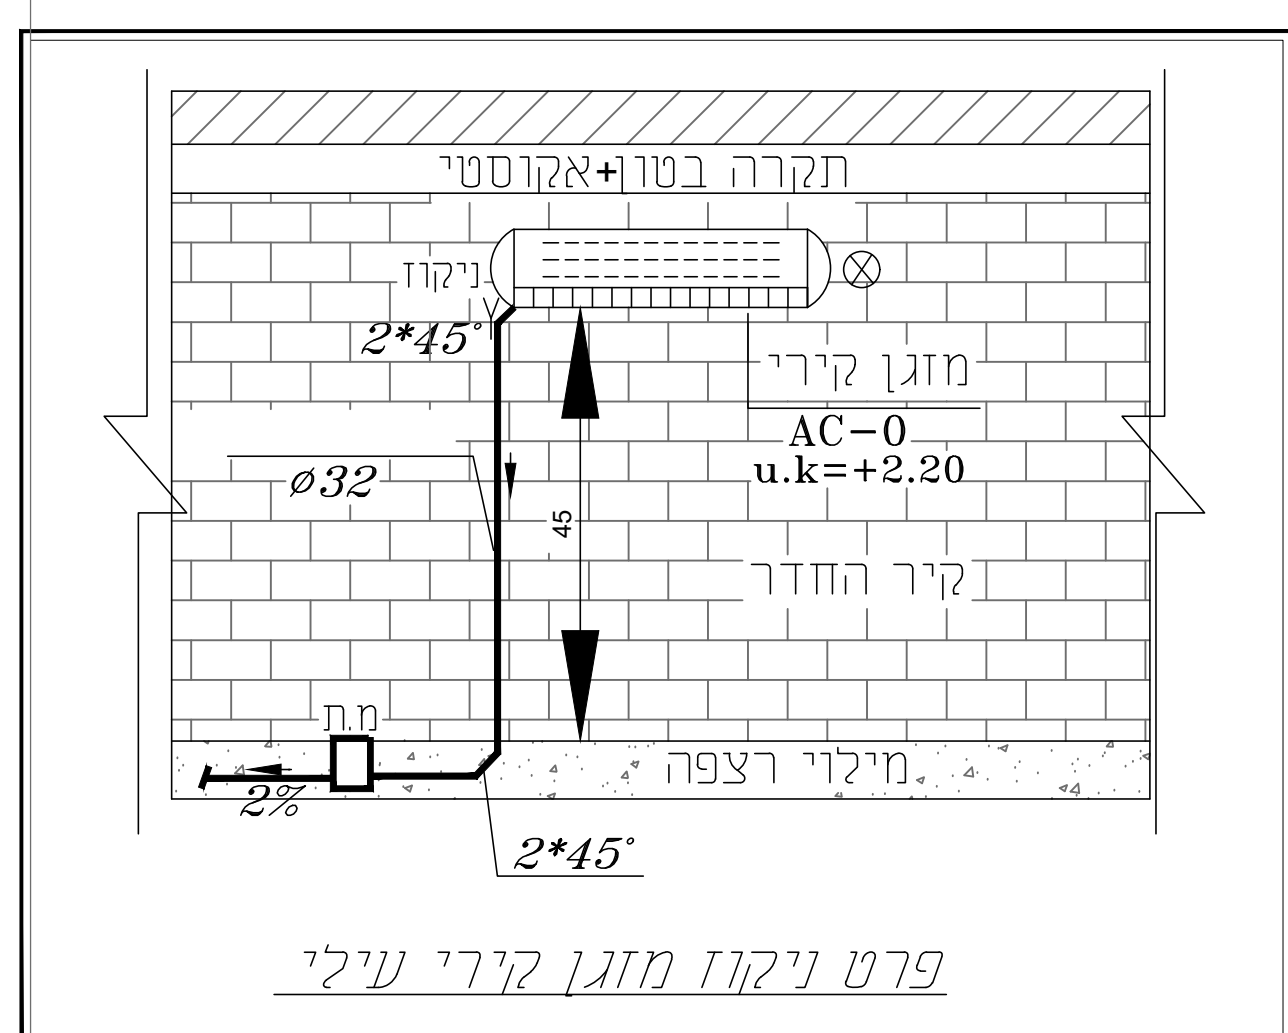 תקרה בטון+אקוסטי
ניקוז
2*45°
מזגן קירי
AC-0
u.k=+2.20
ø32
45
קיר החדר
מ.ת
מילוי רצפה
2%
2*45°
פרט ניקוז מזגן קירי עילי